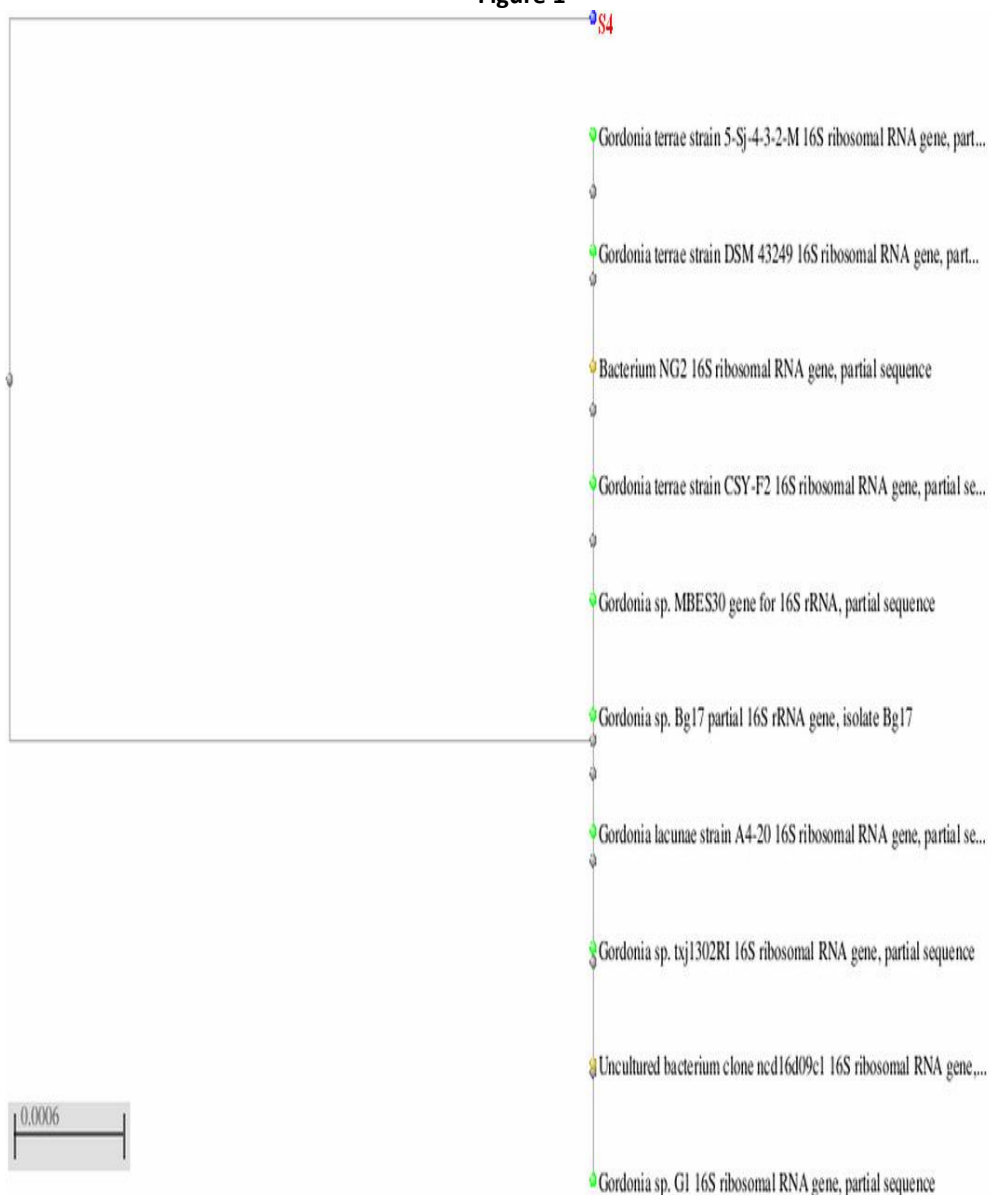 Figure 1
S4
Gordonia terrae strain 5-Sj-4-3-2-M 16S ribosomal RNA gene, part...
Gordonia terrae strain DSM 43249 16S ribosomal RNA gene, part...
Bacterium NG2 16S ribosomal RNA gene, partial sequence
Gordonia terrae strain CSY-F2 16S ribosomal RNA gene, partial se...
Gordonia sp. MBES30 gene for 16S rRNA, partial sequence
Gordonia sp. Bg17 partial 16S rRNA gene, isolate Bg17
Gordonia lacunae strain A4-20 16S ribosomal RNA gene, partial se...
Gordonia sp. txj1302RI 16S ribosomal RNA gene, partial sequence
Uncultured bacterium clone ncd16d09c1 16S ribosomal RNA gene,...
0.0006
Gordonia sp. G1 16S ribosomal RNA gene, partial sequence